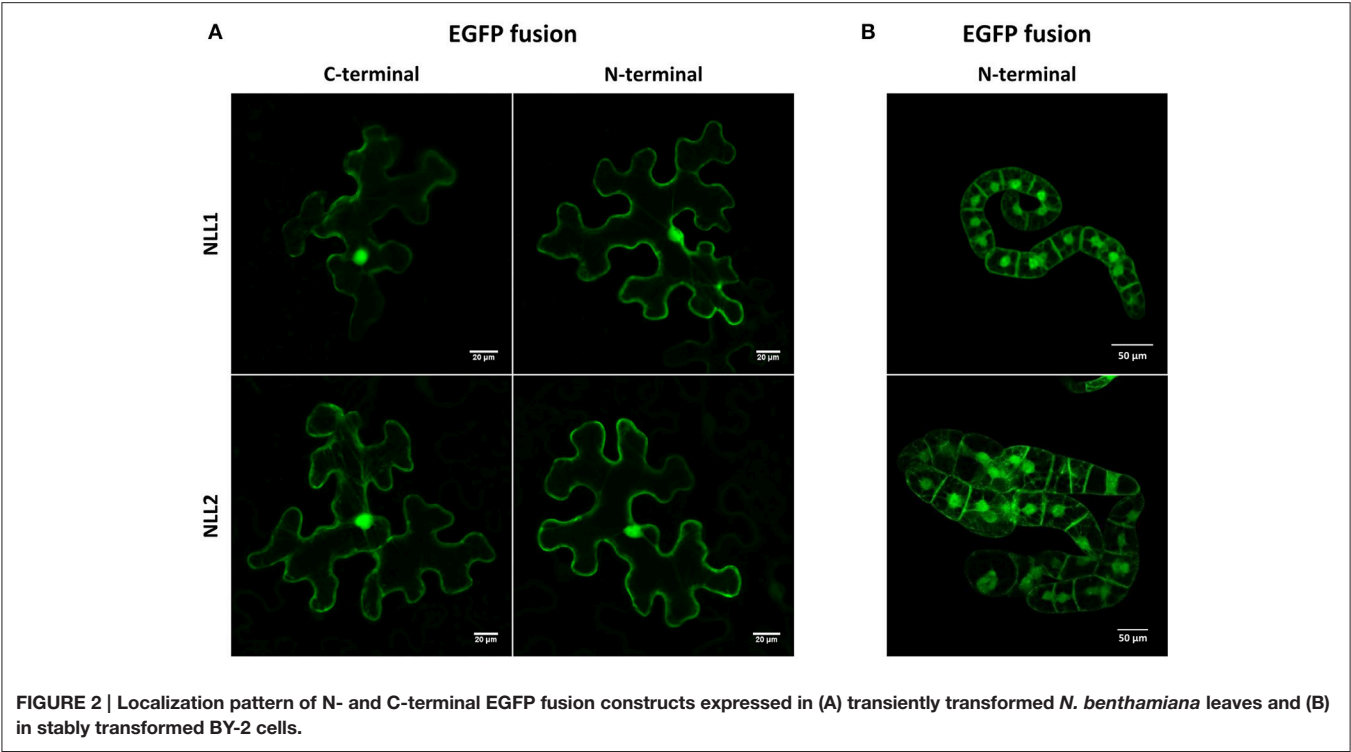 A
EGFP fusion
C-terminal
N-terminal
B
EGFP fusion
N-terminal
NLL1
20 µm
20 µm
50 µm
NLL2
20 µm
20 µm
50 µm
FIGURE 2 | Localization pattern of N- and C-terminal EGFP fusion constructs expressed in (A) transiently transformed N. benthamiana leaves and (B)
in stably transformed BY-2 cells.